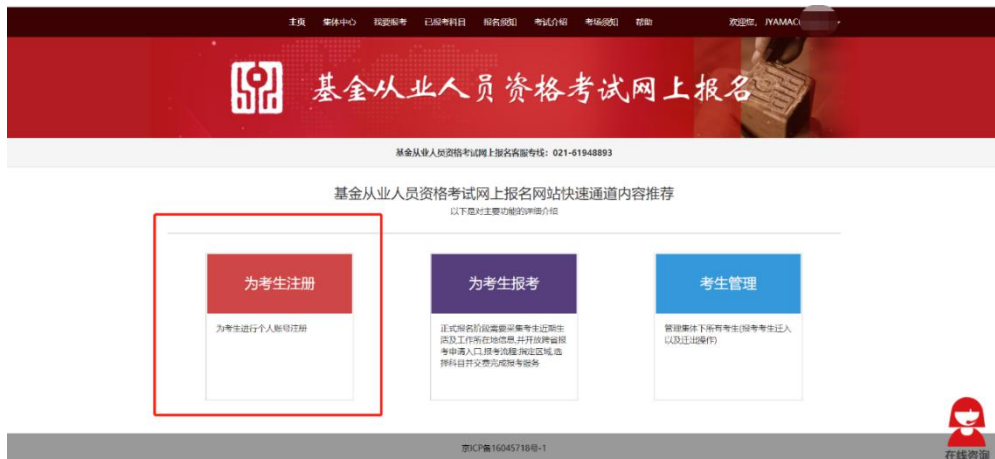 主页 集体中心 我要报考 已报考科目 报名须知 考试介绍 考场须知 帮助 欢迎您, JYAMAC
基金从业人员资格考试网上报名
基金从业人员资格考试网上报名客服专线: 021-61948893
基金从业人员资格考试网上报名网站快速通道内容推荐
以下是对主要功能的详细介绍
为考生注册
为考生进行个人账号注册
为考生报考
正式报名阶段需要采集考生近期生
活及工作所在地信息,并开放跨省报
考申请入口,报考流程:指定区域,选
择科目并交费完成报考服务
考生管理
管理集体下所有考生(报考考生迁入
以及迁出操作)
京ICP备16045718号-1
在线咨询